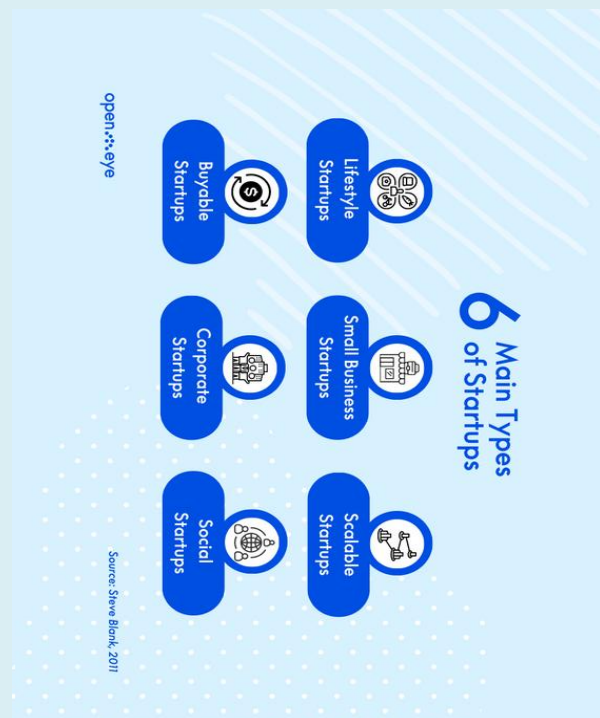 6 Main Types
of Startups
Lifestyle
Startups
Small Business
Startups
Scalable
Startups
Buyable
Startups
Corporate
Startups
Social
Startups
open eye
Source: Steve Blank, 2011